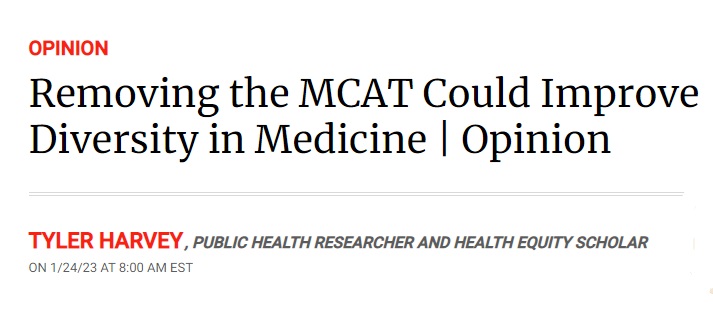 OPINION
Removing the MCAT Could Improve
Diversity in Medicine | Opinion
TYLER HARVEY, PUBLIC HEALTH RESEARCHER AND HEALTH EQUITY SCHOLAR
ON 1/24/23 AT 8:00 AM EST